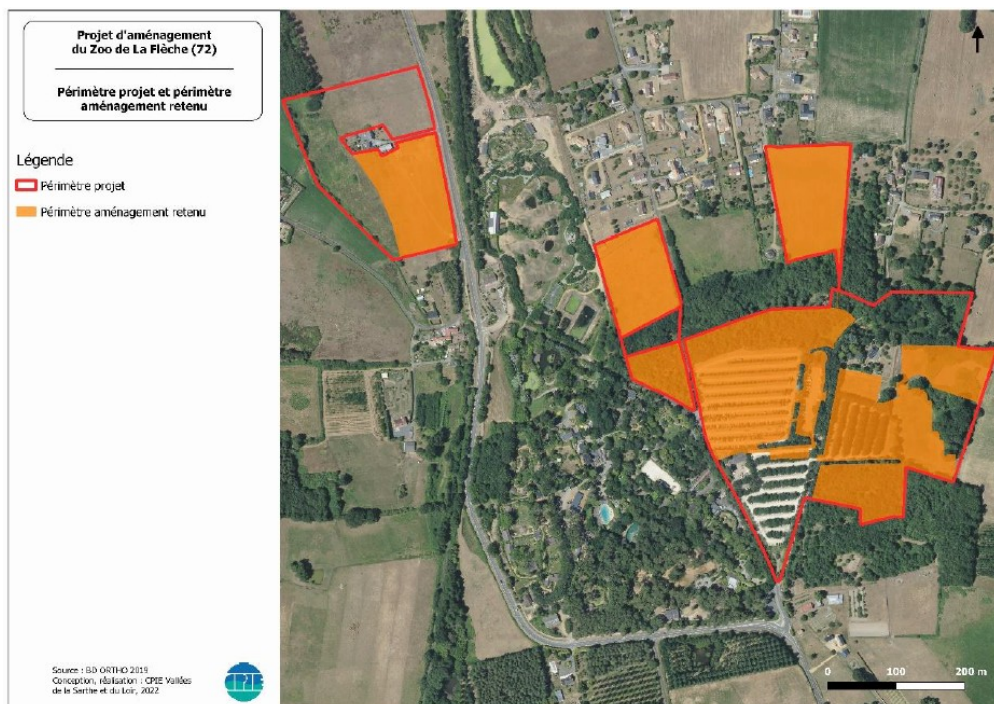 Projet d'aménagement
du Zoo de La Flèche (72)
Périmètre projet et périmètre
aménagement retenu
Légende
Périmètre projet
Périmètre aménagement retenu
Source : BD ORTHO 2019
Conception, réalisation : CPIE Vallées
de la Sarthe et du Loir, 2022
CPIE
0 100 200 m